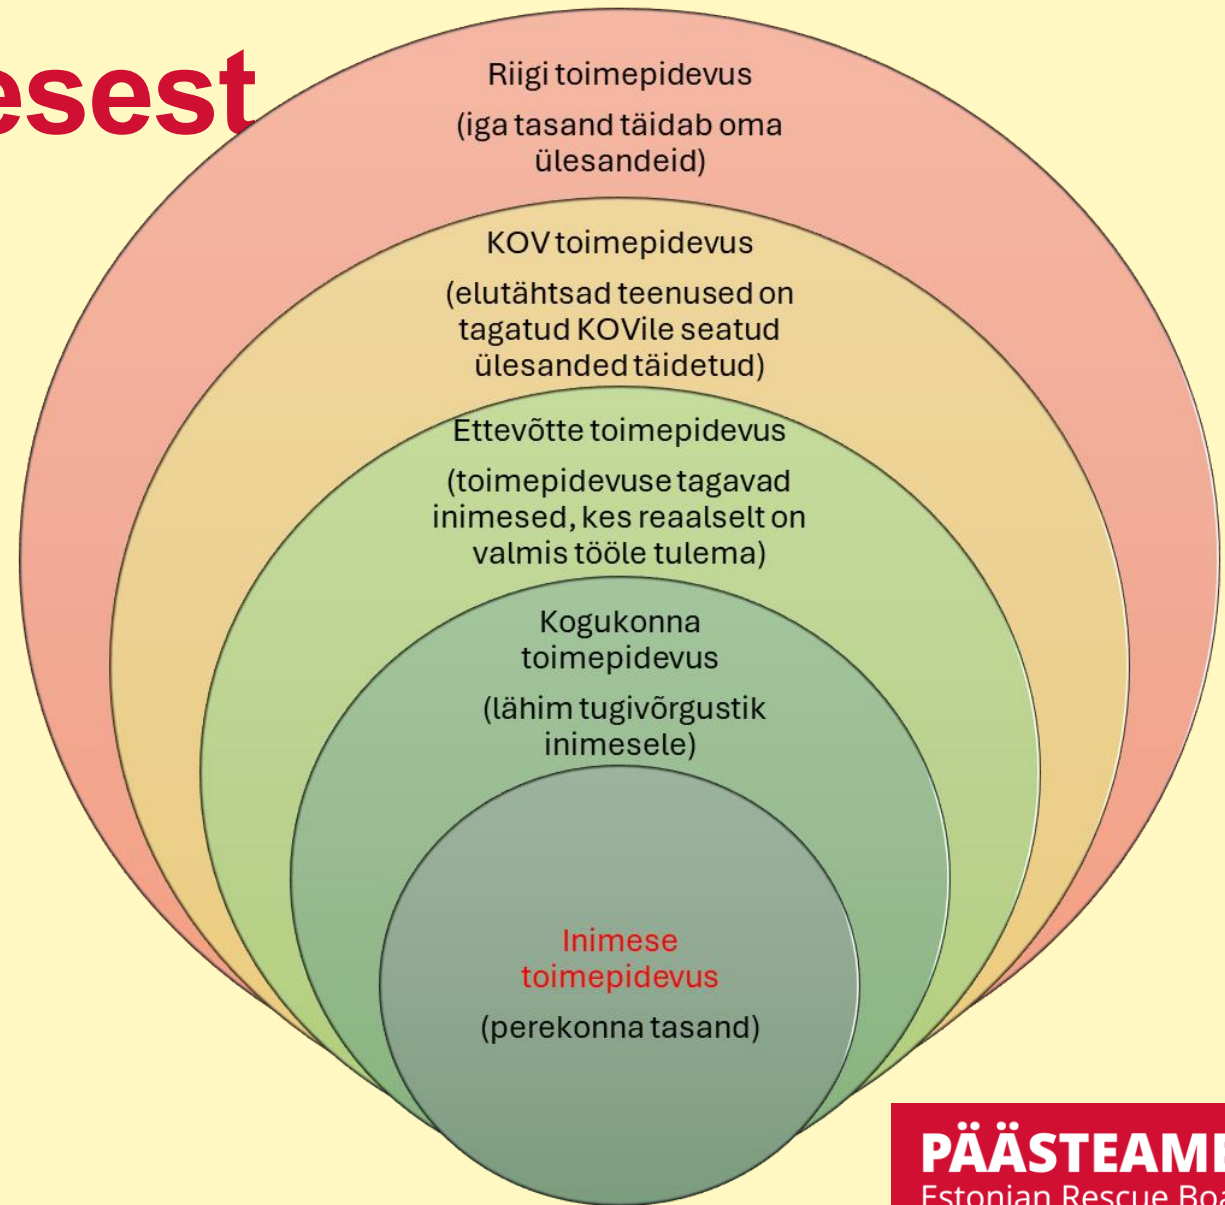 esest
Riigi toimepidevus
(iga tasand täidab oma
ülesandeid)
KOV toimepidevus
(elutähtsad teenused on
tagatud KOVile seatud
ülesanded täidetud)
Ettevõtte toimepidevus
(toimepidevuse tagavad
inimesed, kes reaalselt on
valmis tööle tulema)
Kogukonna
toimepidevus
(lähim tugivõrgustik
inimesele)
Inimese
toimepidevus
(perekonna tasand)
PÄÄSTEAME
Estonian Rescue Boa